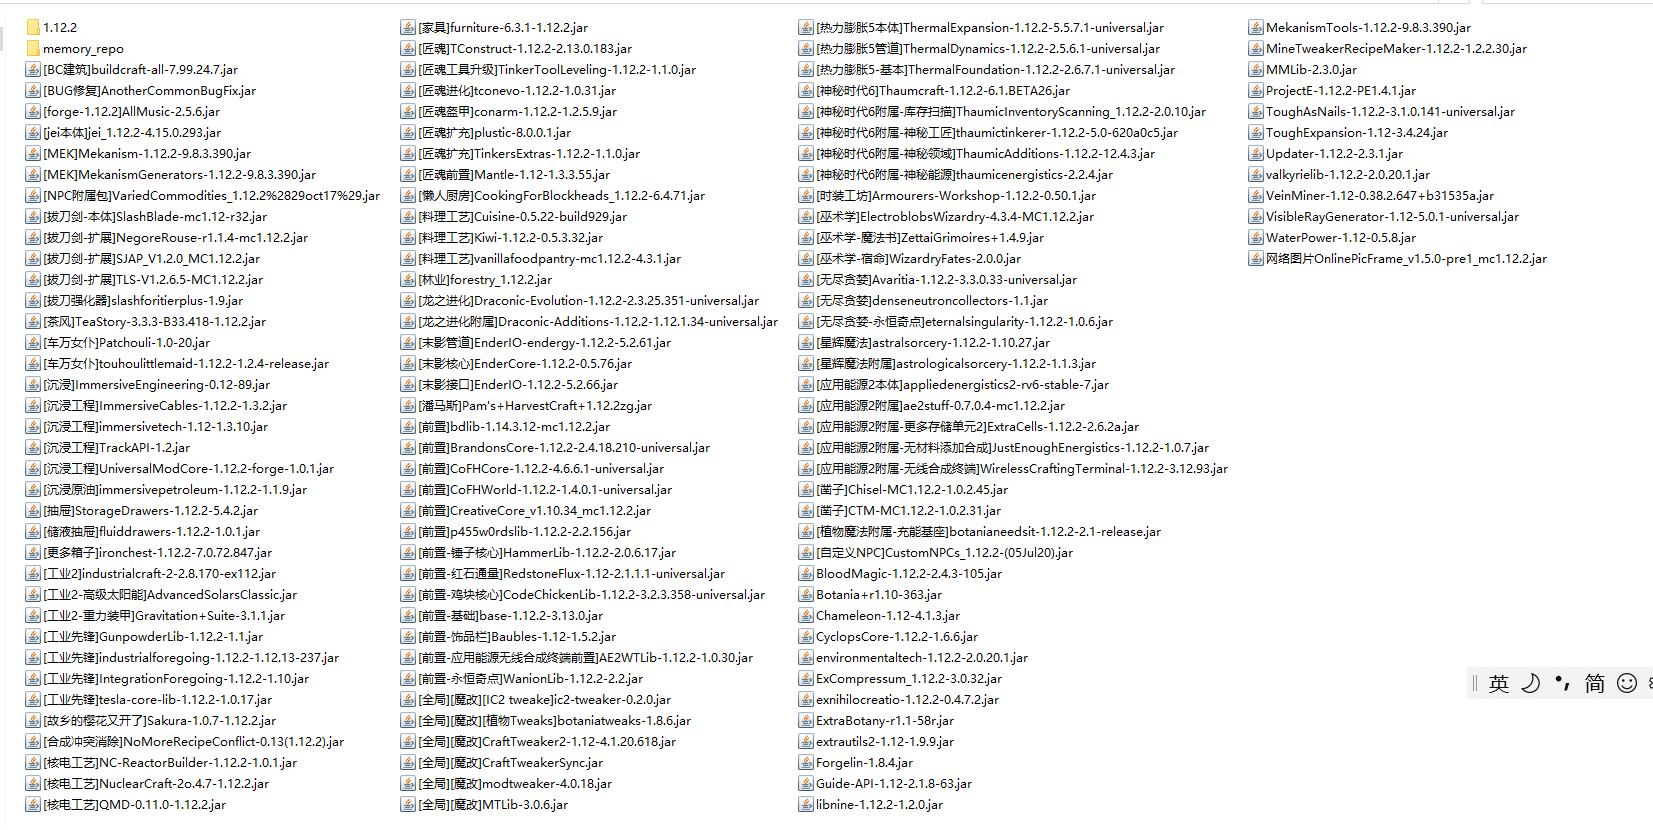 1.12.2
memory_repo
[BC建筑]buildcraft-all-7.99.24.7.jar
[BUG修复]AnotherCommonBugFix.jar
[forge-1.12.2]AllMusic-2.5.6.jar
[jei本体]jei_1.12.2-4.15.0.293.jar
[MEK]Mekanism-1.12.2-9.8.3.390.jar
[MEK]MekanismGenerators-1.12.2-9.8.3.390.jar
[NPC附属包]VariedCommodities_1.12.2%2829oct17%29.jar
[拔刀剑-本体]SlashBlade-mc1.12-r32.jar
[拔刀剑-扩展]NegoreRouse-r1.1.4-mc1.12.2.jar
[拔刀剑-扩展]SJAP_V1.2.0_MC1.12.2.jar
[拔刀剑-扩展]TLS-V1.2.6.5-MC1.12.2.jar
[拔刀强化器]slashforitierplus-1.9.jar
[茶风]TeaStory-3.3.3-B33.418-1.12.2.jar
[车万女仆]Patchouli-1.0-20.jar
[车万女仆]touhoulittlemaid-1.12.2-1.2.4-release.jar
[沉浸]ImmersiveEngineering-0.12-89.jar
[沉浸工程]ImmersiveCables-1.12.2-1.3.2.jar
[沉浸工程]immersivetech-1.12-1.3.10.jar
[沉浸工程]TrackAPI-1.2.jar
[沉浸工程]UniversalModCore-1.12.2-forge-1.0.1.jar
[沉浸原油]immersivepetroleum-1.12.2-1.1.9.jar
[抽屉]StorageDrawers-1.12.2-5.4.2.jar
[储液抽屉]fluiddrawers-1.12.2-1.0.1.jar
[更多箱子]ironchest-1.12.2-7.0.72.847.jar
[工业2]industrialcraft-2-2.8.170-ex112.jar
[工业2-高级太阳能]AdvancedSolarsClassic.jar
[工业2-重力装甲]Gravitation+Suite-3.1.1.jar
[工业先锋]GunpowderLib-1.12.2-1.1.jar
[工业先锋]industrialforegoing-1.12.2-1.12.13-237.jar
[工业先锋]IntegrationForegoing-1.12.2-1.10.jar
[工业先锋]tesla-core-lib-1.12.2-1.0.17.jar
[故乡的樱花又开了]Sakura-1.0.7-1.12.2.jar
[合成冲突消除]NoMoreRecipeConflict-0.13(1.12.2).jar
[核电工艺]NC-ReactorBuilder-1.12.2-1.0.1.jar
[核电工艺]NuclearCraft-2o.4.7-1.12.2.jar
[核电工艺]QMD-0.11.0-1.12.2.jar
[家具]furniture-6.3.1-1.12.2.jar
[匠魂]TConstruct-1.12.2-2.13.0.183.jar
[匠魂工具升级]TinkerToolLeveling-1.12.2-1.1.0.jar
[匠魂进化]tconevo-1.12.2-1.0.31.jar
[匠魂盔甲]conarm-1.12.2-1.2.5.9.jar
[匠魂扩充]plustic-8.0.0.1.jar
[匠魂扩充]TinkersExtras-1.12.2-1.1.0.jar
[匠魂前置]Mantle-1.12-1.3.3.55.jar
[懒人厨房]CookingForBlockheads_1.12.2-6.4.71.jar
[料理工艺]Cuisine-0.5.22-build929.jar
[料理工艺]Kiwi-1.12.2-0.5.3.32.jar
[料理工艺]vanillafoodpantry-mc1.12.2-4.3.1.jar
[林业]forestry_1.12.2.jar
[龙之进化]Draconic-Evolution-1.12.2-2.3.25.351-universal.jar
[龙之进化附属]Draconic-Additions-1.12.2-1.12.1.34-universal.jar
[末影管道]EnderIO-endergy-1.12.2-5.2.61.jar
[末影核心]EnderCore-1.12.2-0.5.76.jar
[末影接口]EnderIO-1.12.2-5.2.66.jar
[潘马斯]Pam's+HarvestCraft+1.12.2zg.jar
[前置]bdlib-1.14.3.12-mc1.12.2.jar
[前置]BrandonsCore-1.12.2-2.4.18.210-universal.jar
[前置]CoFHCore-1.12.2-4.6.6.1-universal.jar
[前置]CoFHWorld-1.12.2-1.4.0.1-universal.jar
[前置]CreativeCore_v1.10.34_mc1.12.2.jar
[前置]p455w0rdslib-1.12.2-2.2.156.jar
[前置-锤子核心]HammerLib-1.12.2-2.0.6.17.jar
[前置-红石通量]RedstoneFlux-1.12-2.1.1.1-universal.jar
[前置-鸡块核心]CodeChickenLib-1.12.2-3.2.3.358-universal.jar
[前置-基础]base-1.12.2-3.13.0.jar
[前置-饰品栏]Baubles-1.12-1.5.2.jar
[前置-应用能源无线合成终端前置]AE2WTLib-1.12.2-1.0.30.jar
[前置-永恒奇点]WanionLib-1.12.2-2.2.jar
[全局][魔改][IC2 tweake]ic2-tweaker-0.2.0.jar
[全局][魔改][植物Tweaks]botaniatweaks-1.8.6.jar
[全局][魔改]CraftTweaker2-1.12-4.1.20.618.jar
[全局][魔改]CraftTweakerSync.jar
[全局][魔改]modtweaker-4.0.18.jar
[全局][魔改]MTLib-3.0.6.jar
[热力膨胀5本体]ThermalExpansion-1.12.2-5.5.7.1-universal.jar
[热力膨胀5管道]ThermalDynamics-1.12.2-2.5.6.1-universal.jar
[热力膨胀5-基本]ThermalFoundation-1.12.2-2.6.7.1-universal.jar
[神秘时代6]Thaumcraft-1.12.2-6.1.BETA26.jar
[神秘时代6附属-库存扫描]ThaumicInventoryScanning_1.12.2-2.0.10.jar
[神秘时代6附属-神秘工匠]thaumictinkerer-1.12.2-5.0-620a0c5.jar
[神秘时代6附属-神秘领域]ThaumicAdditions-1.12.2-12.4.3.jar
[神秘时代6附属-神秘能源]thaumicenergistics-2.2.4.jar
[时装工坊]Armourers-Workshop-1.12.2-0.50.1.jar
[巫术学]ElectroblobsWizardry-4.3.4-MC1.12.2.jar
[巫术学-魔法书]ZettaiGrimoires+1.4.9.jar
[巫术学-宿命]WizardryFates-2.0.0.jar
[无尽贪婪]Avaritia-1.12.2-3.3.0.33-universal.jar
[无尽贪婪]denseneutroncollectors-1.1.jar
[无尽贪婪-永恒奇点]eternalsingularity-1.12.2-1.0.6.jar
[星辉魔法]astralsorcery-1.12.2-1.10.27.jar
[星辉魔法附属]astrologicalsorcery-1.12.2-1.1.3.jar
[应用能源2本体]appliedenergistics2-rv6-stable-7.jar
[应用能源2附属]ae2stuff-0.7.0.4-mc1.12.2.jar
[应用能源2附属-更多存储单元2]ExtraCells-1.12.2-2.6.2a.jar
[应用能源2附属-无材料添加合成]JustEnoughEnergistics-1.12.2-1.0.7.jar
[应用能源2附属-无线合成终端]WirelessCraftingTerminal-1.12.2-3.12.93.jar
[凿子]Chisel-MC1.12.2-1.0.2.45.jar
[凿子]CTM-MC1.12.2-1.0.2.31.jar
[植物魔法附属-充能基座]botanianeedsit-1.12.2-2.1-release.jar
[自定义NPC]CustomNPCs_1.12.2-(05Jul20).jar
BloodMagic-1.12.2-2.4.3-105.jar
Botania+r1.10-363.jar
Chameleon-1.12-4.1.3.jar
CyclopsCore-1.12.2-1.6.6.jar
environmentaltech-1.12.2-2.0.20.1.jar
ExCompressum_1.12.2-3.0.32.jar
exnihilocreatio-1.12.2-0.4.7.2.jar
ExtraBotany-r1.1-58r.jar
extrautils2-1.12-1.9.9.jar
Forgelin-1.8.4.jar
Guide-API-1.12-2.1.8-63.jar
libnine-1.12.2-1.2.0.jar
MekanismTools-1.12.2-9.8.3.390.jar
MineTweakerRecipeMaker-1.12.2-1.2.2.30.jar
MMLib-2.3.0.jar
ProjectE-1.12.2-PE1.4.1.jar
ToughAsNails-1.12.2-3.1.0.141-universal.jar
ToughExpansion-1.12-3.4.24.jar
Updater-1.12.2-2.3.1.jar
valkyrielib-1.12.2-2.0.20.1.jar
VeinMiner-1.12-0.38.2.647+b31535a.jar
VisibleRayGenerator-1.12-5.0.1-universal.jar
WaterPower-1.12-0.5.8.jar
网络图片OnlinePicFrame_v1.5.0-pre1_mc1.12.2.jar
英 简